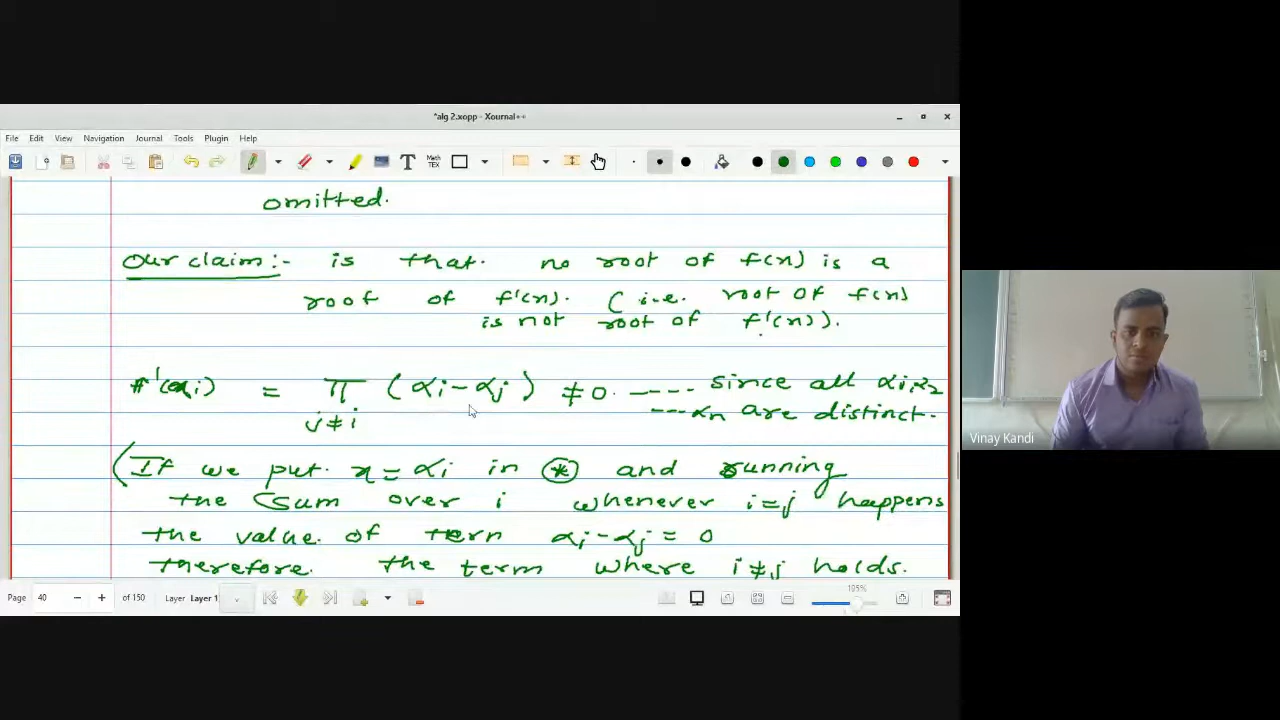 *alg 2.xopp - Xournal++
File Edit View Navigation Journal Tools Plugin Help
omitted.
Our claim:- is that no root of f(x) is a
root of f'(x). (i.e. root of f(x)
is not root of f'(x)).
f'(αi) = π (αi-αj) ≠0. ---- since all αi,α2
j≠i ---αn are distinct.
(If we put x=αi in * and running
the sum over i whenever i=j happens
the value of term αi-αj = 0
therefore the term where i≠j holds.
Page 40 of 150 Layer Layer 1 195%
Vinay Kandi